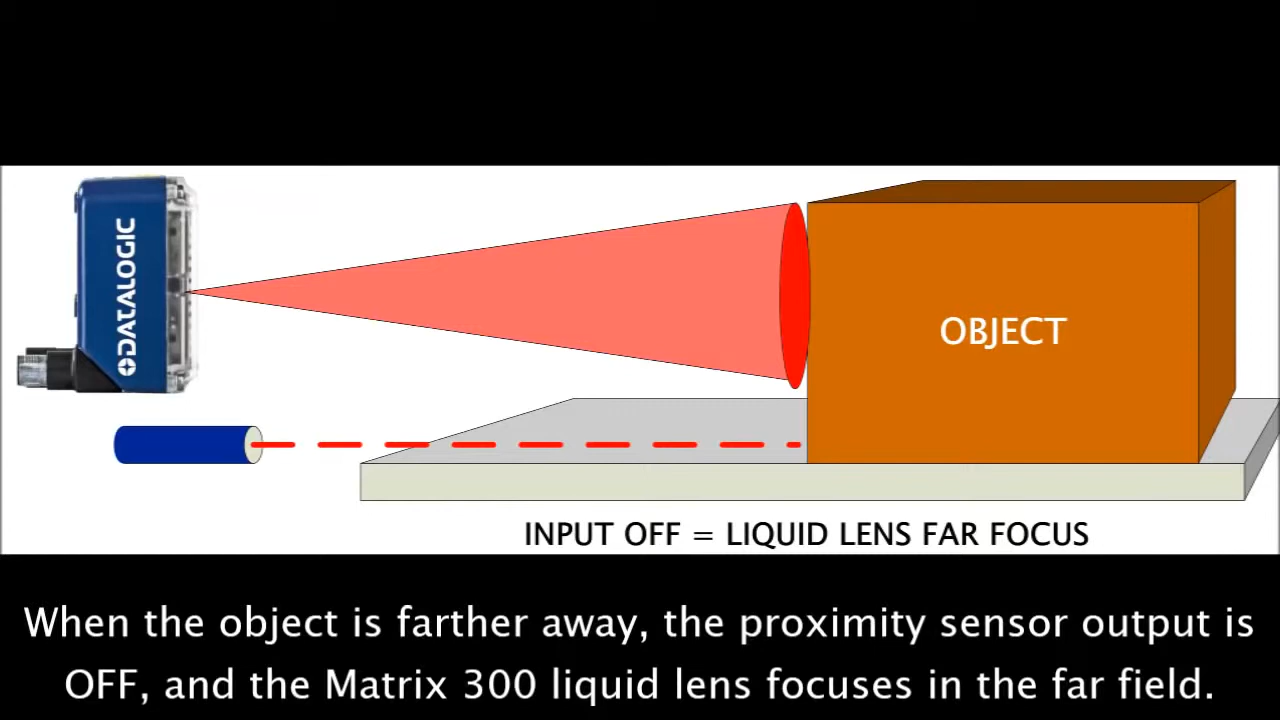 DATALOGIC
OBJECT
INPUT OFF = LIQUID LENS FAR FOCUS
When the object is farther away, the proximity sensor output is
OFF, and the Matrix 300 liquid lens focuses in the far field.